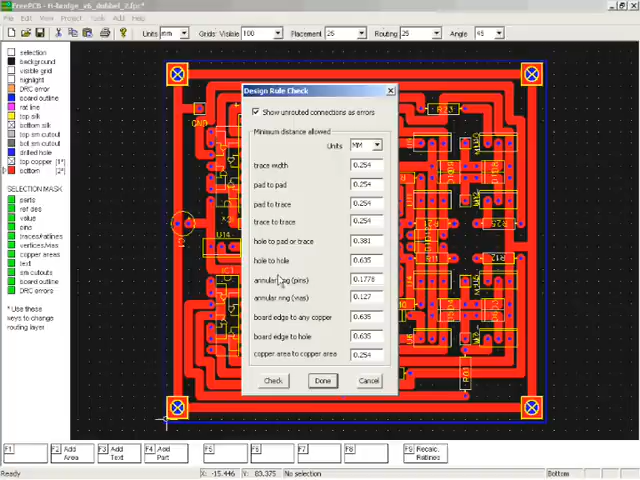 FreePCB - H-bridge_v6_dubbel_2.fpc*
File Edit View Project Tools Add Help
Units mm Grids: Visible 100 Placement 25 Routing 25 Angle 45
selection
background
visible grid
highlight
DRC error
board outline
rat line
top silk
bottom silk
top sm cutout
bot sm cutout
drilled hole
top copper [1*]
bottom [2*]
SELECTION MASK
parts
ref des
value
pins
traces/ratlines
vertices/vias
copper areas
text
sm cutouts
board outline
DRC errors
* Use these
keys to change
routing layer
Design Rule Check
Show unrouted connections as errors
Minimum distance allowed
Units MM
trace width 0.254
pad to pad 0.254
pad to trace 0.254
trace to trace 0.254
hole to pad or trace 0.381
hole to hole 0.635
annular ring (pins) 0.1778
annular ring (vias) 0.127
board edge to any copper 0.635
board edge to hole 0.635
copper area to copper area 0.254
Check Done Cancel
R23
U14
IC1
F1
F2 Add
Area
F3 Add
Text
F4 Add
Part
F5
F6
F7
F8
F9 Recalc.
Ratlines
Ready X: -15.446 Y: 83.375 No selection Bottom